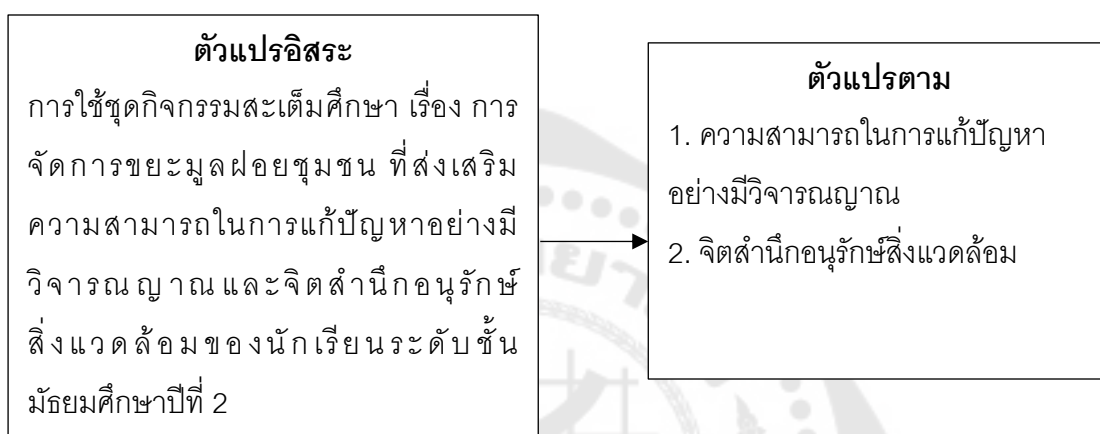 ตัวแปรอิสระ
การใช้ชุดกิจกรรมสะเต็มศึกษา เรื่อง การ
จัดการขยะมูลฝอยชุมชน ที่ส่งเสริม
ความสามารถในการแก้ปัญหาอย่างมี
วิจารณญาณและจิตสำนึกอนุรักษ์
สิ่งแวดล้อมของนักเรียนระดับชั้น
มัธยมศึกษาปีที่ 2
ตัวแปรตาม
1. ความสามารถในการแก้ปัญหา
อย่างมีวิจารณญาณ
2. จิตสำนึกอนุรักษ์สิ่งแวดล้อม